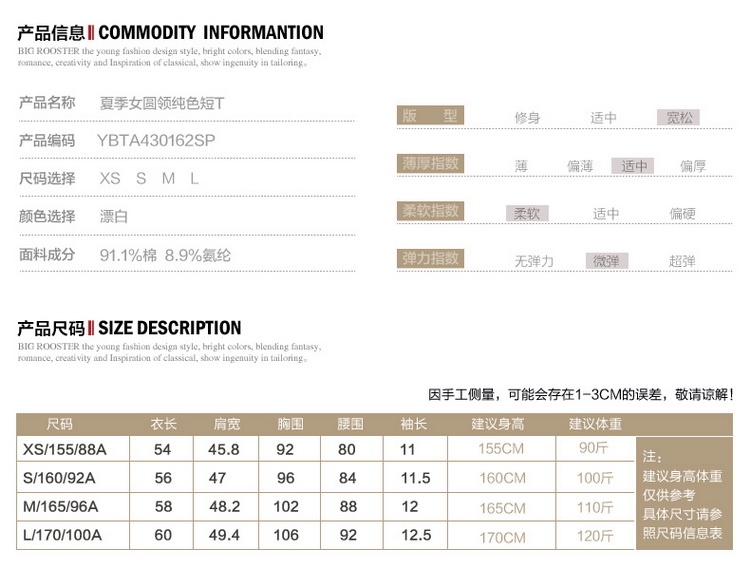 产品信息 COMMODITY INFORMANTION
BIG ROOSTER the young fashion design style, bright colors, blending fantasy,
romance, creativity and Inspiration of classical, show ingenuity in tailoring。
产品名称 夏季女圆领纯色短T
产品编码 YBTA430162SP
尺码选择 XS S M L
颜色选择 漂白
面料成分 91.1%棉 8.9%氨纶
版 型 修身 适中 宽松
薄厚指数 薄 偏薄 适中 偏厚
柔软指数 柔软 适中 偏硬
弹力指数 无弹力 微弹 超弹
产品尺码 SIZE DESCRIPTION
BIG ROOSTER the young fashion design style, bright colors, blending fantasy,
romance, creativity and Inspiration of classical, show ingenuity in tailoring。
因手工侧量，可能会存在1-3CM的误差，敬请谅解！
尺码 衣长 肩宽 胸围 腰围 袖长 建议身高 建议体重
XS/155/88A 54 45.8 92 80 11 155CM 90斤
S/160/92A 56 47 96 84 11.5 160CM 100斤
M/165/96A 58 48.2 102 88 12 165CM 110斤
L/170/100A 60 49.4 106 92 12.5 170CM 120斤
注：
建议身高体重
仅供参考
具体尺寸请参
照尺码信息表